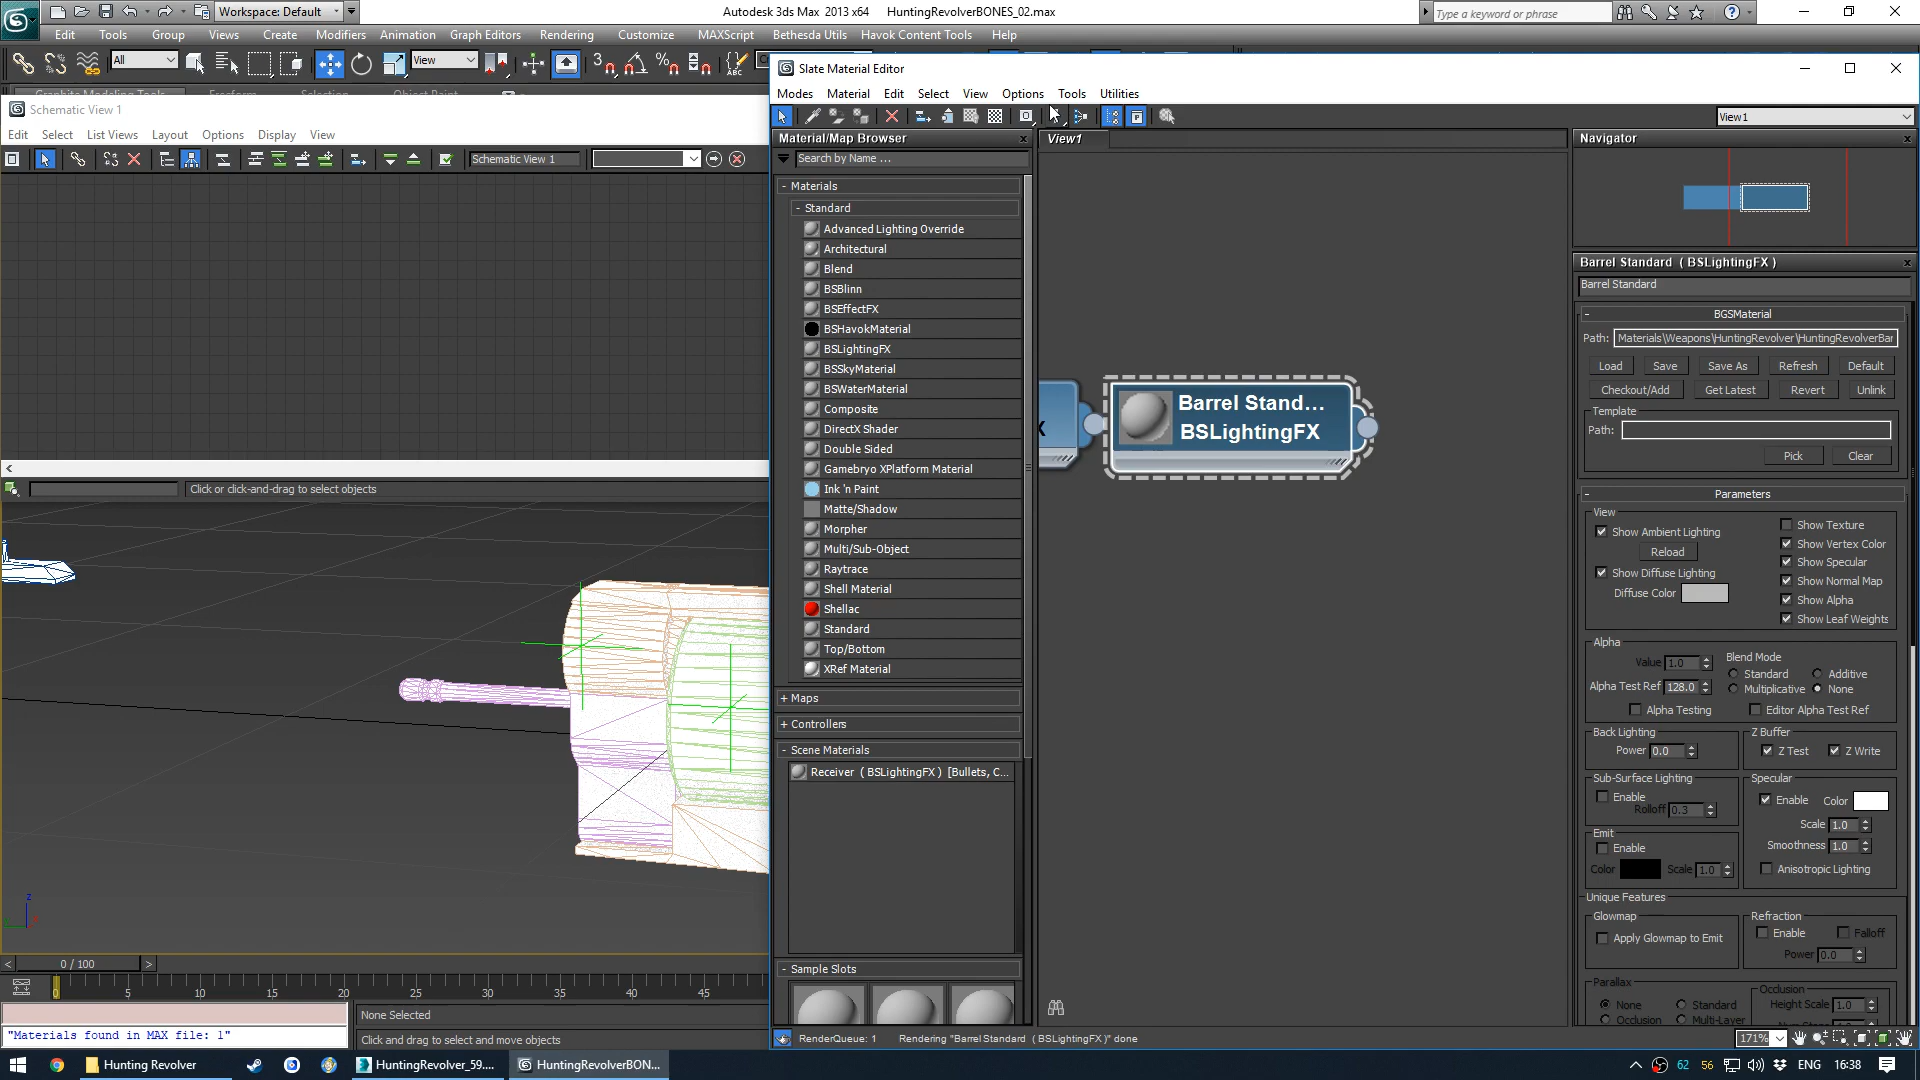 Workspace: Default
Autodesk 3ds Max 2013 x64 HuntingRevolverBONES_02.max
Type a keyword or phrase
Edit Tools Group Views Create Modifiers Animation Graph Editors Rendering Customize MAXScript Bethesda Utils Havok Content Tools Help
All
View
Slate Material Editor
Modes Material Edit Select View Options Tools Utilities
View1
Schematic View 1
Edit Select List Views Layout Options Display View
Schematic View 1
Material/Map Browser
Search by Name ...
View1
Navigator
- Materials
- Standard
Advanced Lighting Override
Architectural
Blend
BSBlinn
BSEffectFX
BSHavokMaterial
BSLightingFX
BSSkyMaterial
BSWaterMaterial
Composite
DirectX Shader
Double Sided
Gamebryo XPlatform Material
Ink 'n Paint
Matte/Shadow
Morpher
Multi/Sub-Object
Raytrace
Shell Material
Shellac
Standard
Top/Bottom
XRef Material
+ Maps
+ Controllers
- Scene Materials
Receiver ( BSLightingFX ) [Bullets, C...
- Sample Slots
Barrel Stand...
BSLightingFX
Barrel Standard ( BSLightingFX )
Barrel Standard
- BGSMaterial
Path: Materials\Weapons\HuntingRevolver\HuntingRevolverBar
Load Save Save As Refresh Default
Checkout/Add Get Latest Revert Unlink
Template
Path:
Pick Clear
- Parameters
View
Show Ambient Lighting
Reload
Show Diffuse Lighting
Diffuse Color
Show Texture
Show Vertex Color
Show Specular
Show Normal Map
Show Alpha
Show Leaf Weights
Alpha
Value 1.0
Alpha Test Ref 128.0
Alpha Testing
Blend Mode
Standard Additive
Multiplicative None
Editor Alpha Test Ref
Back Lighting
Power 0.0
Z Buffer
Z Test Z Write
Sub-Surface Lighting
Enable
Rolloff 0.3
Specular
Enable Color
Scale 1.0
Smoothness 1.0
Anisotropic Lighting
Emit
Enable
Color Scale 1.0
Unique Features
Glowmap
Apply Glowmap to Emit
Refraction
Enable Falloff
Power 0.0
Parallax
None Standard
Occlusion Multi-Layer
Occlusion
Height Scale 1.0
171%
RenderQueue: 1 Rendering "Barrel Standard ( BSLightingFX )" done
Click or click-and-drag to select objects
z
0 / 100
0 5 10 15 20 25 30 35 40 45
None Selected
"Materials found in MAX file: 1"
Click and drag to select and move objects
Hunting Revolver
HuntingRevolver_59....
HuntingRevolverBON...
62 56 ENG 16:38